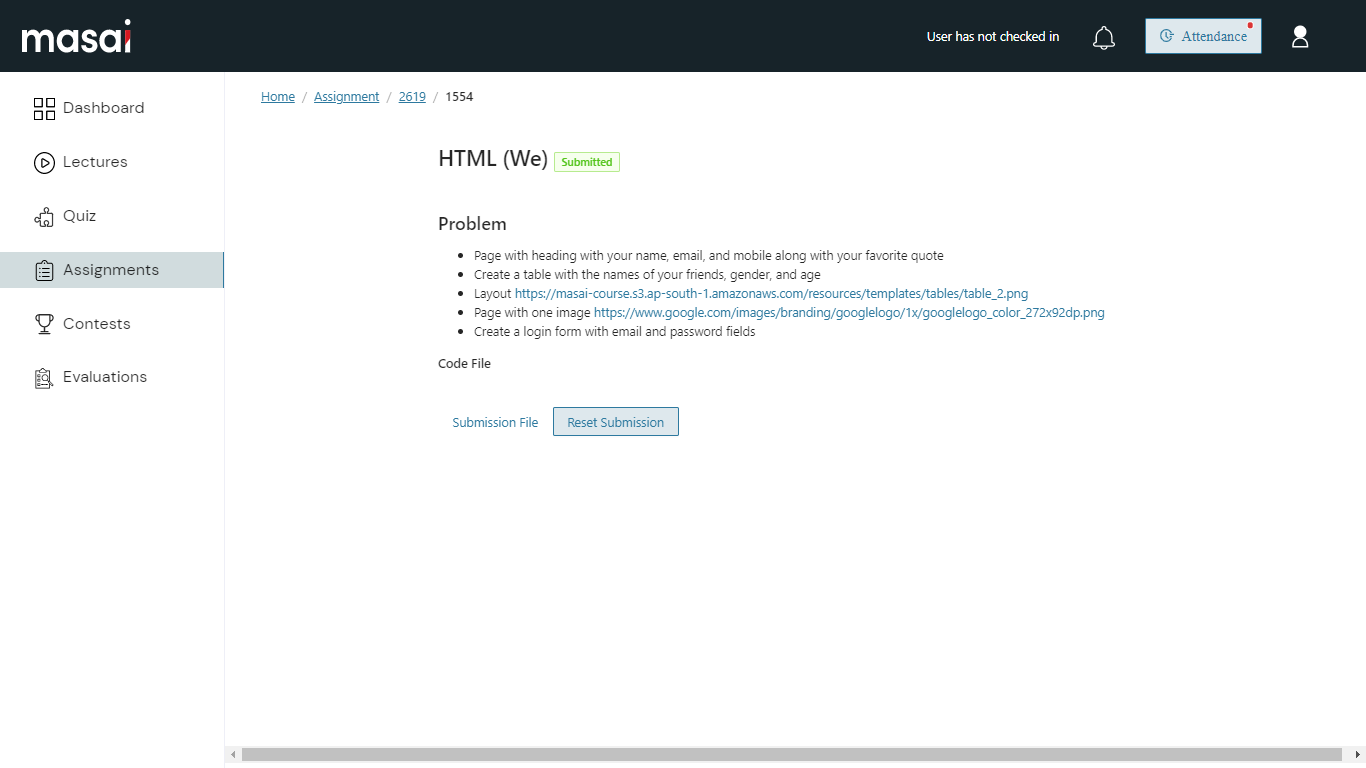 masai
User has not checked in
Attendance
Dashboard
Lectures
Quiz
Assignments
Contests
Evaluations
Home / Assignment / 2619 / 1554
HTML (We) Submitted
Problem
Page with heading with your name, email, and mobile along with your favorite quote
Create a table with the names of your friends, gender, and age
Layout https://masai-course.s3.ap-south-1.amazonaws.com/resources/templates/tables/table_2.png
Page with one image https://www.google.com/images/branding/googlelogo/1x/googlelogo_color_272x92dp.png
Create a login form with email and password fields
Code File
Submission File Reset Submission